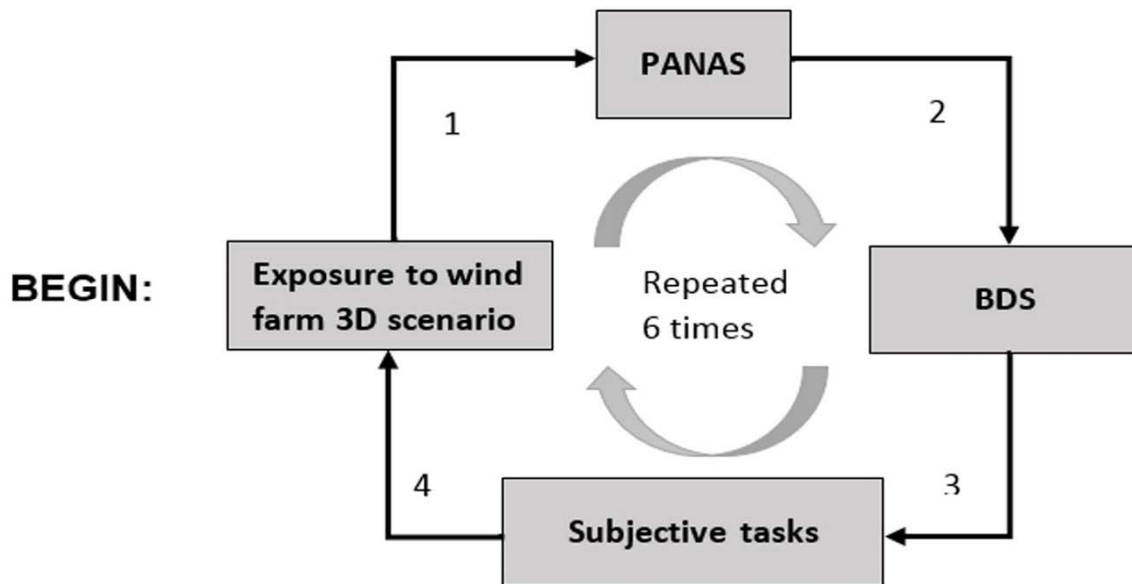 PANAS
1
2
BEGIN:
Exposure to wind
farm 3D scenario
Repeated
6 times
BDS
4
3
Subjective tasks